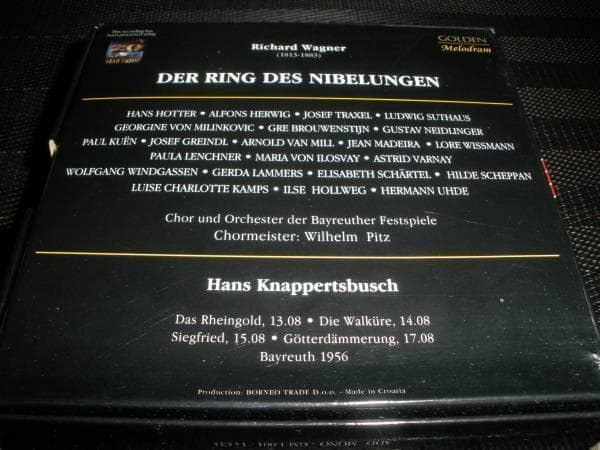 Richard Wagner
GOLDEN
(1813-1883)
Melodram
20
DER RING DES NIBELUNGEN
HANS HOTTER • ALFONS HERWIG • JOSEF TRAXEL • LUDWIG SUTHAUS
GEORGINE VON MILINKOVIC • GRE BROUWENSTIJN • GUSTAV NEIDLINGER
PAUL KUËN • JOSEF GREINDL • ARNOLD VAN MILL • JEAN MADEIRA • LORE WISSMANN
PAULA LENCHNER • MARIA VON ILOSVAY • ASTRID VARNAY
WOLFGANG WINDGASSEN • GERDA LAMMERS • ELISABETH SCHÄRTEL • HILDE SCHEPPAN
LUISE CHARLOTTE KAMPS • ILSE HOLLWEG • HERMANN UHDE
Chor und Orchester der Bayreuther Festspiele
Chormeister: Wilhelm Pitz
Hans Knappertsbusch
Das Rheingold, 13.08 • Die Walküre, 14.08
Siegfried, 15.08 • Götterdämmerung, 17.08
Bayreuth 1956
Production: BORNEO TRADE D.o.o. - Made in Croatia